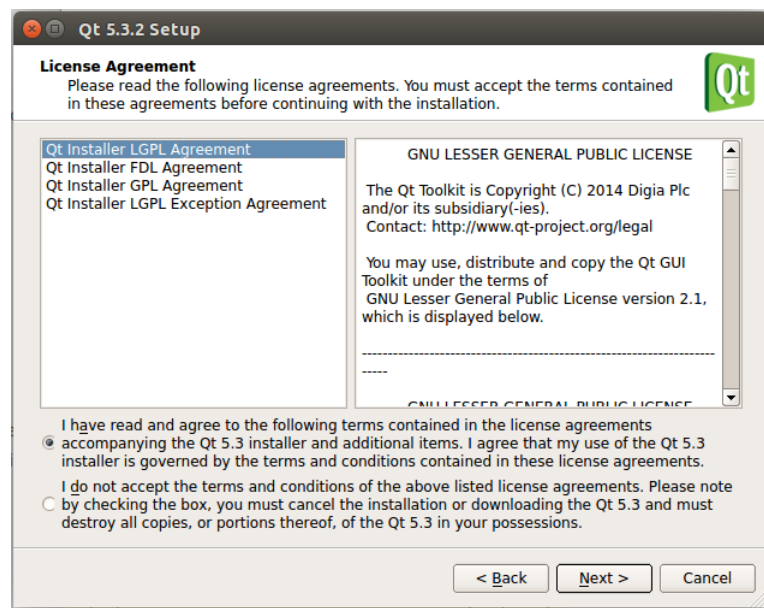 Qt 5.3.2 Setup
License Agreement
Please read the following license agreements. You must accept the terms contained
in these agreements before continuing with the installation.
Qt
Qt Installer LGPL Agreement
Qt Installer FDL Agreement
Qt Installer GPL Agreement
Qt Installer LGPL Exception Agreement
GNU LESSER GENERAL PUBLIC LICENSE
The Qt Toolkit is Copyright (C) 2014 Digia Plc
and/or its subsidiary(-ies).
Contact: http://www.qt-project.org/legal
You may use, distribute and copy the Qt GUI
Toolkit under the terms of
GNU Lesser General Public License version 2.1,
which is displayed below.
-------------------------------------------------------------------
-----
GNU LESSER GENERAL PUBLIC LICENSE
I have read and agree to the following terms contained in the license agreements
accompanying the Qt 5.3 installer and additional items. I agree that my use of the Qt 5.3
installer is governed by the terms and conditions contained in these license agreements.
I do not accept the terms and conditions of the above listed license agreements. Please note
by checking the box, you must cancel the installation or downloading the Qt 5.3 and must
destroy all copies, or portions thereof, of the Qt 5.3 in your possessions.
< Back
Next >
Cancel